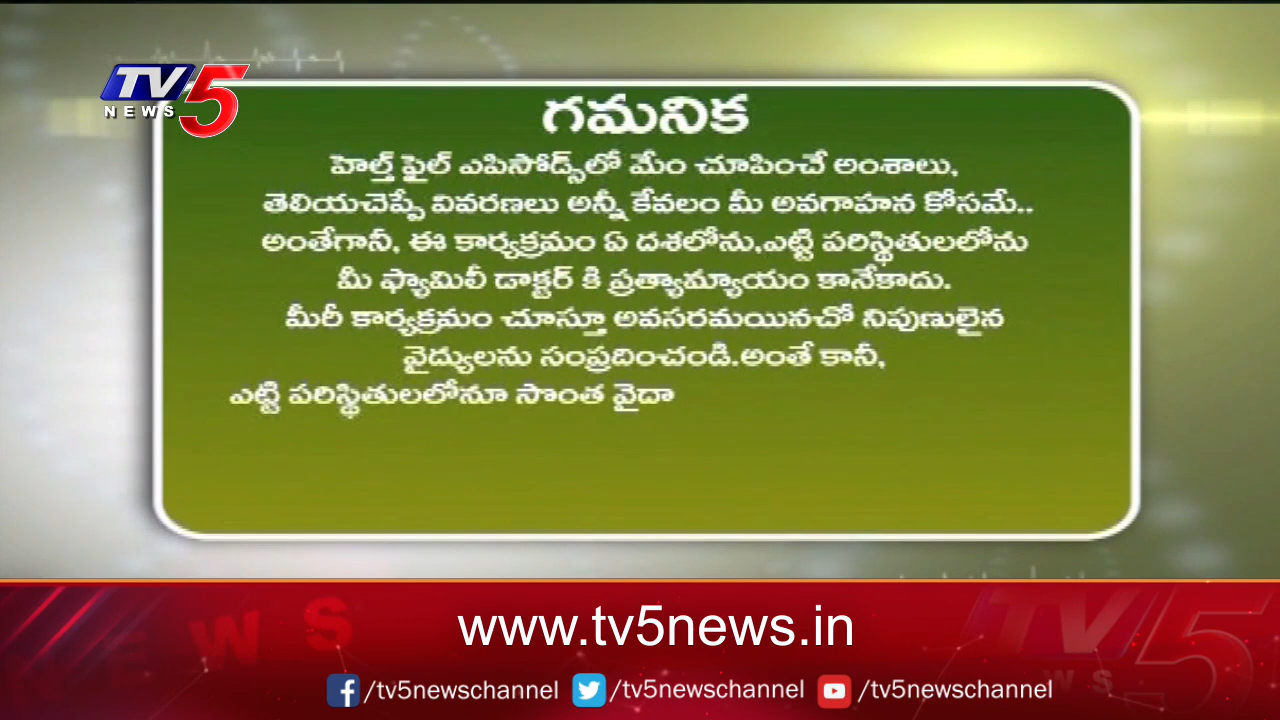 TV5
NEWS
గమనిక
హెల్త్ ఫైల్ ఎపిసోడ్స్‌లో మేం చూపించే అంశాలు,
తెలియచెప్పే వివరణలు అన్నీ కేవలం మీ అవగాహన కోసమే..
అంతేగానీ, ఈ కార్యక్రమం ఏ దశలోను,ఎట్టి పరిస్థితులలోను
మీ ఫ్యామిలీ డాక్టర్ కి ప్రత్యామ్యాయం కానేకాదు.
మీరీ కార్యక్రమం చూస్తూ అవసరమయినచో నిపుణులైన
వైద్యులను సంప్రదించండి.అంతే కానీ,
ఎట్టి పరిస్థితులలోనూ సొంత వైదా
www.tv5news.in
/tv5newschannel /tv5newschannel /tv5newschannel